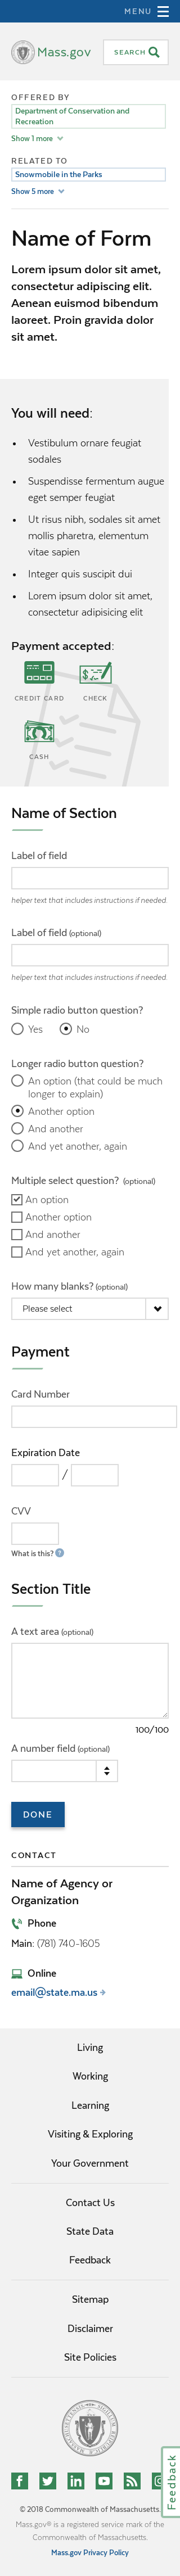 MENU
Mass.gov
SEARCH
OFFERED BY
Department of Conservation and
Recreation
Show 1 more
RELATED TO
Snowmobile in the Parks
Show 5 more
Name of Form
Lorem ipsum dolor sit amet,
consectetur adipiscing elit.
Aenean euismod bibendum
laoreet. Proin gravida dolor
sit amet.
You will need:
• Vestibulum ornare feugiat
sodales
• Suspendisse fermentum augue
eget semper feugiat
• Ut risus nibh, sodales sit amet
mollis pharetra, elementum
vitae sapien
• Integer quis suscipit dui
• Lorem ipsum dolor sit amet,
consectetur adipisicing elit
Payment accepted:
CREDIT CARD CHECK
CASH
Name of Section
Label of field
helper text that includes instructions if needed.
Label of field (optional)
helper text that includes instructions if needed.
Simple radio button question?
Yes No
Longer radio button question?
An option (that could be much
longer to explain)
Another option
And another
And yet another, again
Multiple select question? (optional)
An option
Another option
And another
And yet another, again
How many blanks? (optional)
Please select
Payment
Card Number
Expiration Date
/
CVV
What is this? ?
Section Title
A text area (optional)
100/100
A number field (optional)
DONE
CONTACT
Name of Agency or
Organization
Phone
Main: (781) 740-1605
Online
email@state.ma.us
Living
Working
Learning
Visiting & Exploring
Your Government
Contact Us
State Data
Feedback
Sitemap
Disclaimer
Site Policies
Feedback
© 2018 Commonwealth of Massachusetts.
Mass.gov® is a registered service mark of the
Commonwealth of Massachusetts.
Mass.gov Privacy Policy